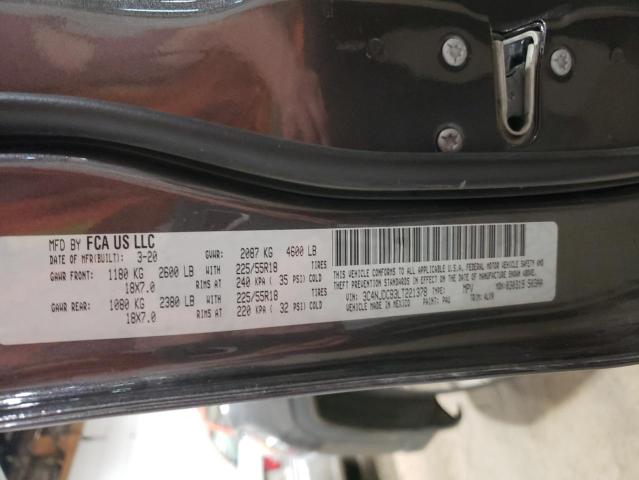 MFD BY FCA US LLC
DATE OF MFR(BUILT): 3-20 GVWR: 2087 KG 4600 LB
GAWR FRONT: 1180 KG 2600 LB WITH 225/55R18 TIRES
18X7.0 RIMS AT 240 KPA ( 35 PSI) COLD
GAWR REAR: 1080 KG 2380 LB WITH 225/55R18 TIRES
18X7.0 RIMS AT 220 KPA ( 32 PSI) COLD
THIS VEHICLE CONFORMS TO ALL APPLICABLE U.S.A. FEDERAL MOTOR VEHICLE SAFETY AND
THEFT PREVENTION STANDARDS IN EFFECT ON THE DATE OF MANUFACTURE SHOWN ABOVE.
VIN: 3C4NJDCB3LT221378 TYPE: MPV MDH:030319 503AA
VEHICLE MADE IN MEXICO PAINT: PAU TRIM: